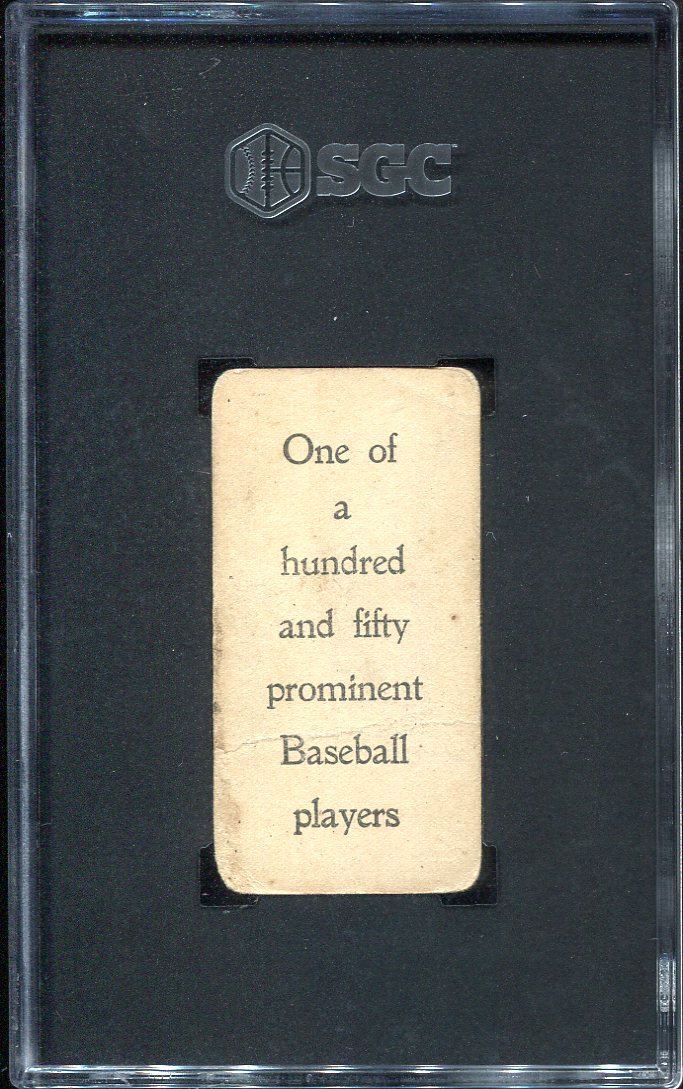 SGC
One of
a
hundred
and fifty
prominent
Baseball
players